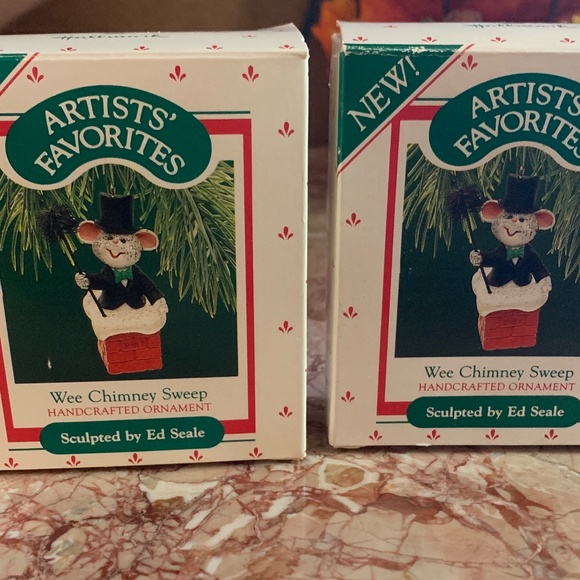 Hallmark
ARTISTS'
FAVORITES
Wee Chimney Sweep
HANDCRAFTED ORNAMENT
Sculpted by Ed Seale
NEW!
ARTISTS'
FAVORITES
Wee Chimney Sweep
HANDCRAFTED ORNAMENT
Sculpted by Ed Seale